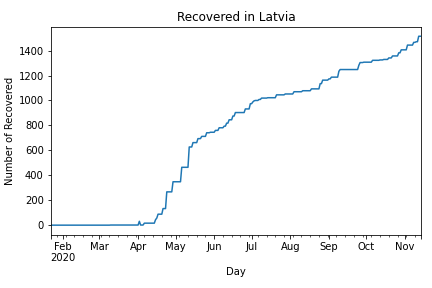 Recovered in Latvia
Number of Recovered
1400
1200
1000
800
600
400
200
0
Feb Mar Apr May Jun Jul Aug Sep Oct Nov
2020
Day